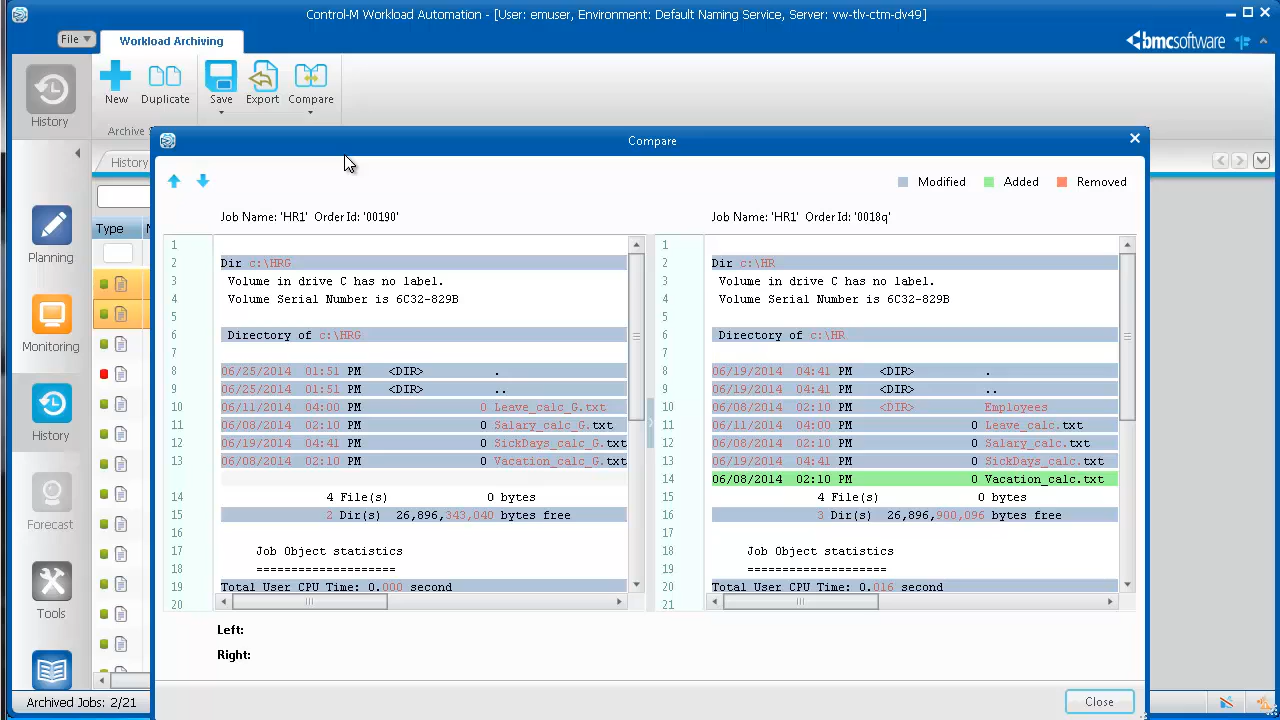 Control-M Workload Automation - [User: emuser, Environment: Default Naming Service, Server: vw-tlv-ctm-dv49]
File
Workload Archiving
bmcsoftware
History
New
Duplicate
Save
Export
Compare
Archive
Compare
History
Modified
Added
Removed
Type
Job Name: 'HR1' Order Id: '00190'
Job Name: 'HR1' Order Id: '0018q'
1
2 Dir c:\HRG
3 Volume in drive C has no label.
4 Volume Serial Number is 6C32-829B
5
6 Directory of c:\HRG
7
8 06/25/2014 01:51 PM <DIR> .
9 06/25/2014 01:51 PM <DIR> ..
10 06/11/2014 04:00 PM 0 Leave_calc_G.txt
11 06/08/2014 02:10 PM 0 Salary_calc_G.txt
12 06/19/2014 04:41 PM 0 SickDays_calc_G.txt
13 06/08/2014 02:10 PM 0 Vacation_calc_G.txt
14 4 File(s) 0 bytes
15 2 Dir(s) 26,896,343,040 bytes free
16
17 Job Object statistics
18 ====================
19 Total User CPU Time: 0.000 second
20
1
2 Dir c:\HR
3 Volume in drive C has no label.
4 Volume Serial Number is 6C32-829B
5
6 Directory of c:\HR
7
8 06/19/2014 04:41 PM <DIR> .
9 06/19/2014 04:41 PM <DIR> ..
10 06/08/2014 02:10 PM <DIR> Employees
11 06/11/2014 04:00 PM 0 Leave_calc.txt
12 06/08/2014 02:10 PM 0 Salary_calc.txt
13 06/19/2014 04:41 PM 0 SickDays_calc.txt
14 06/08/2014 02:10 PM 0 Vacation_calc.txt
15 4 File(s) 0 bytes
16 3 Dir(s) 26,896,900,096 bytes free
17
18 Job Object statistics
19 ====================
20 Total User CPU Time: 0.016 second
21
Planning
Monitoring
History
Forecast
Tools
Left:
Right:
Close
Archived Jobs: 2/21